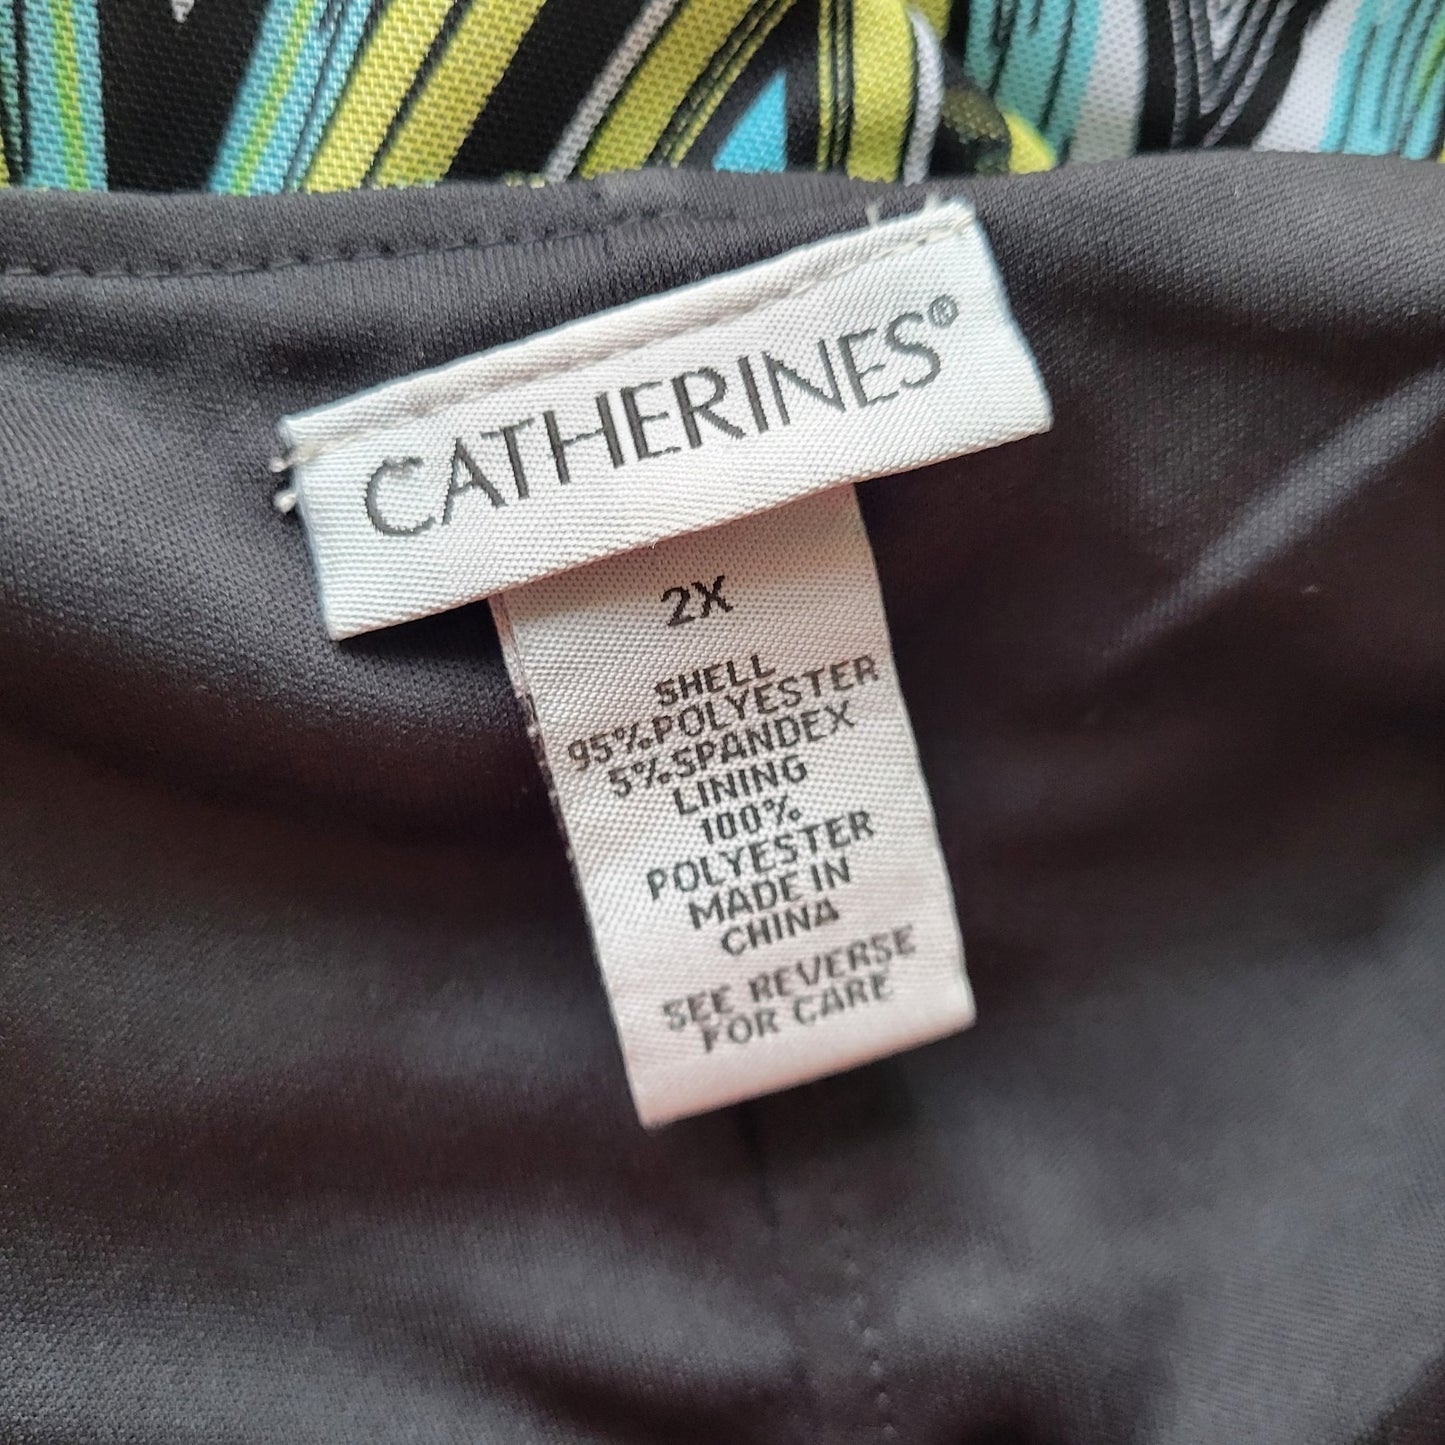 CATHERINES®
2X
SHELL
95%POLYESTER
5%SPANDEX
LINING
100%
POLYESTER
MADE IN
CHINA
SEE REVERSE
FOR CARE